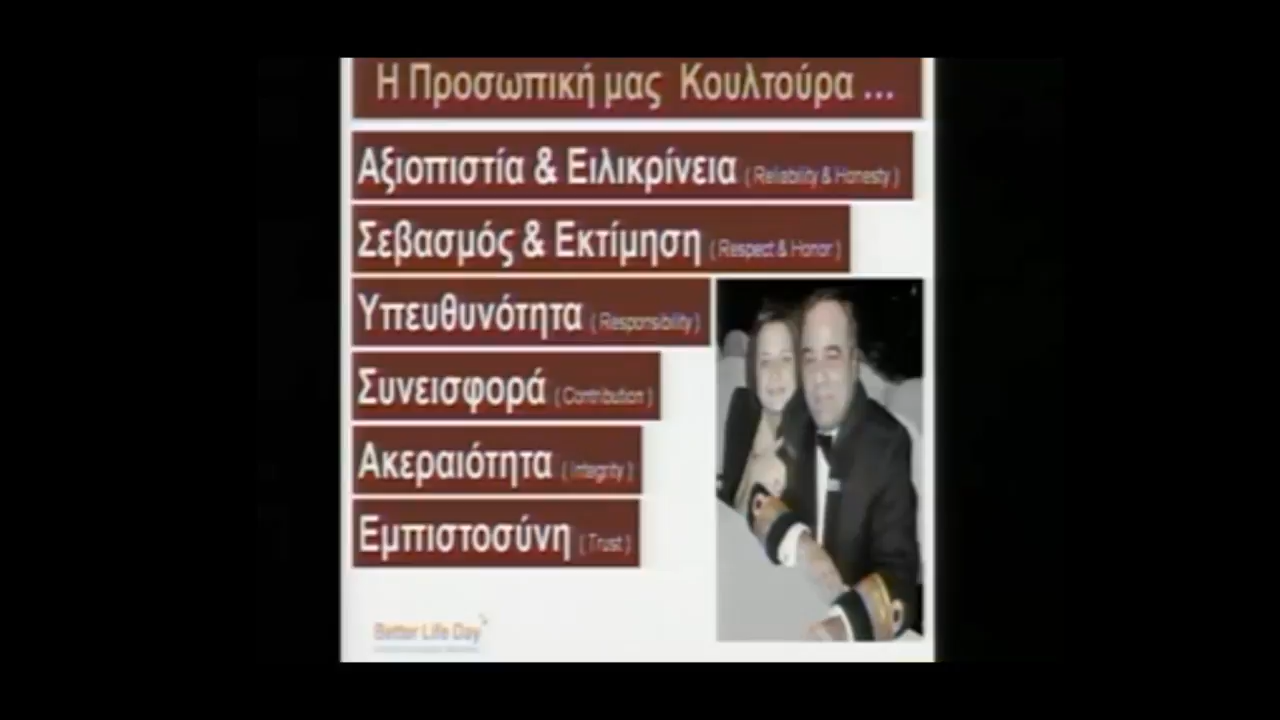 Η Προσωπική μας Κουλτούρα ...
Αξιοπιστία & Ειλικρίνεια ( Reliability & Honesty )
Σεβασμός & Εκτίμηση ( Respect & Honor )
Υπευθυνότητα ( Responsibility )
Συνεισφορά ( Contribution )
Ακεραιότητα ( Integrity )
Εμπιστοσύνη ( Trust )
Better Life Day